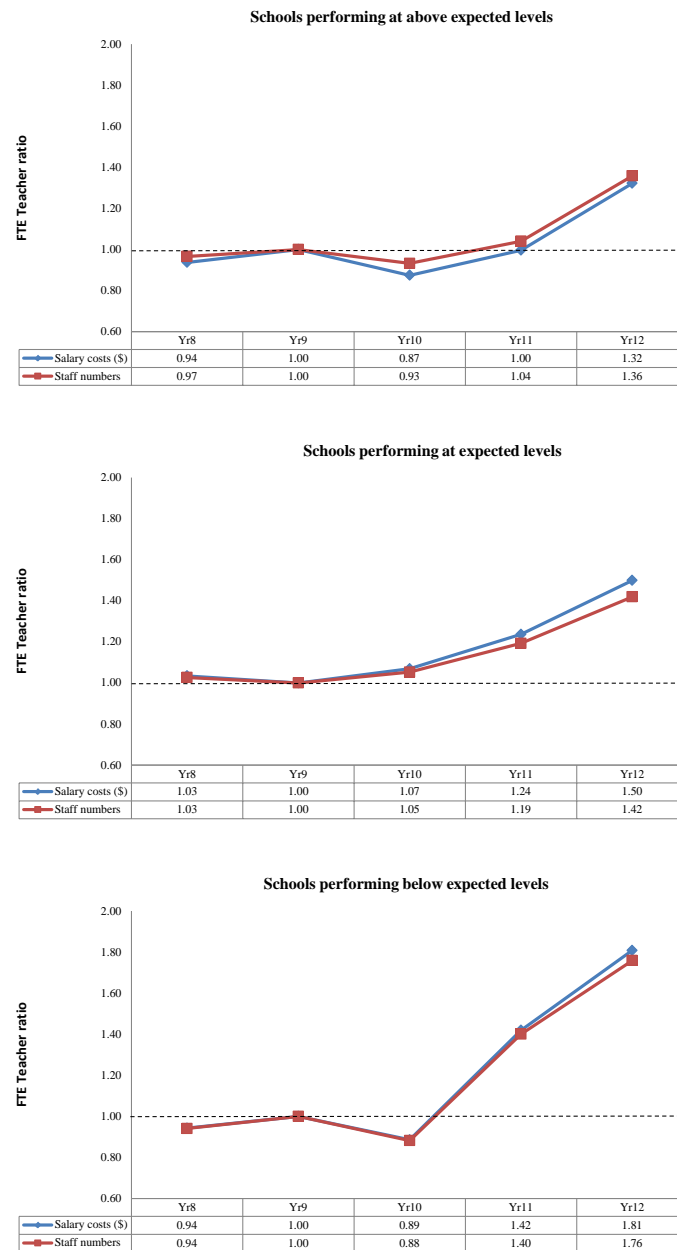 Schools performing at above expected levels
2.00
1.80
1.60
1.40
1.20
1.00
0.80
0.60
FTE Teacher ratio
Yr8 Yr9 Yr10 Yr11 Yr12
Salary costs ($) 0.94 1.00 0.87 1.00 1.32
Staff numbers 0.97 1.00 0.93 1.04 1.36
Schools performing at expected levels
2.00
1.80
1.60
1.40
1.20
1.00
0.80
0.60
FTE Teacher ratio
Yr8 Yr9 Yr10 Yr11 Yr12
Salary costs ($) 1.03 1.00 1.07 1.24 1.50
Staff numbers 1.03 1.00 1.05 1.19 1.42
Schools performing below expected levels
2.00
1.80
1.60
1.40
1.20
1.00
0.80
0.60
FTE Teacher ratio
Yr8 Yr9 Yr10 Yr11 Yr12
Salary costs ($) 0.94 1.00 0.89 1.42 1.81
Staff numbers 0.94 1.00 0.88 1.40 1.76